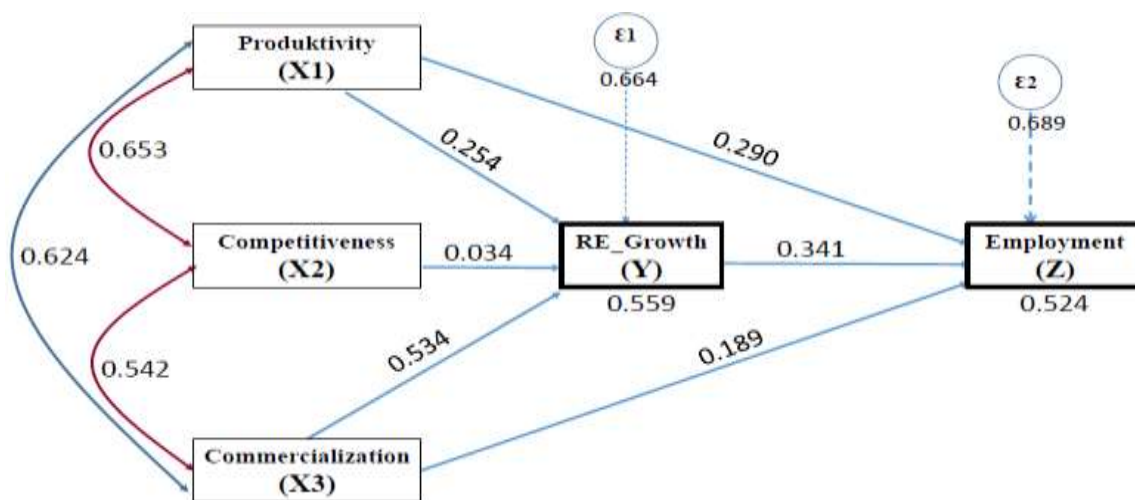 Produktivity
(X1)
ε1
0.664
ε2
0.689
0.653
0.254
0.290
Competitiveness
(X2)
0.034
RE_Growth
(Y)
0.559
0.341
Employment
(Z)
0.524
0.624
0.542
0.534
0.189
Commercialization
(X3)